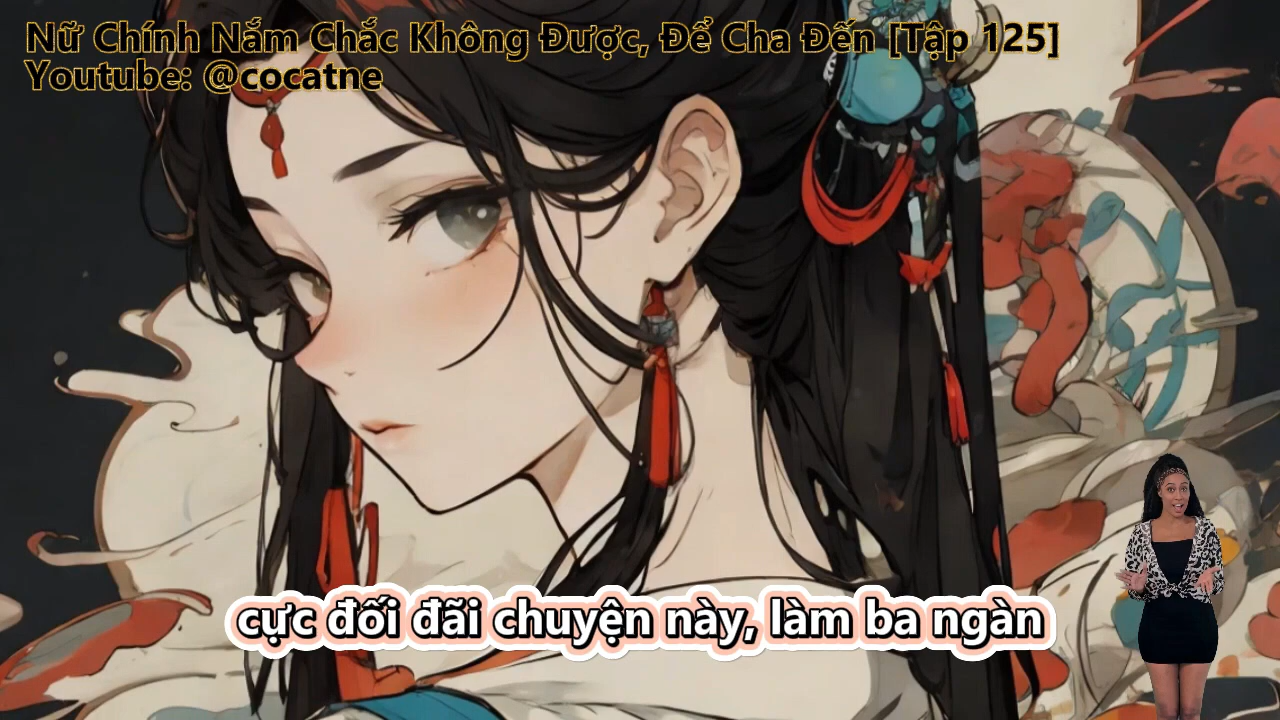 Nữ Chính Nắm Chắc Không Được, Để Cha Đến [Tập 125]
Youtube: @cocatne
cực đối đãi chuyện này, làm ba ngàn